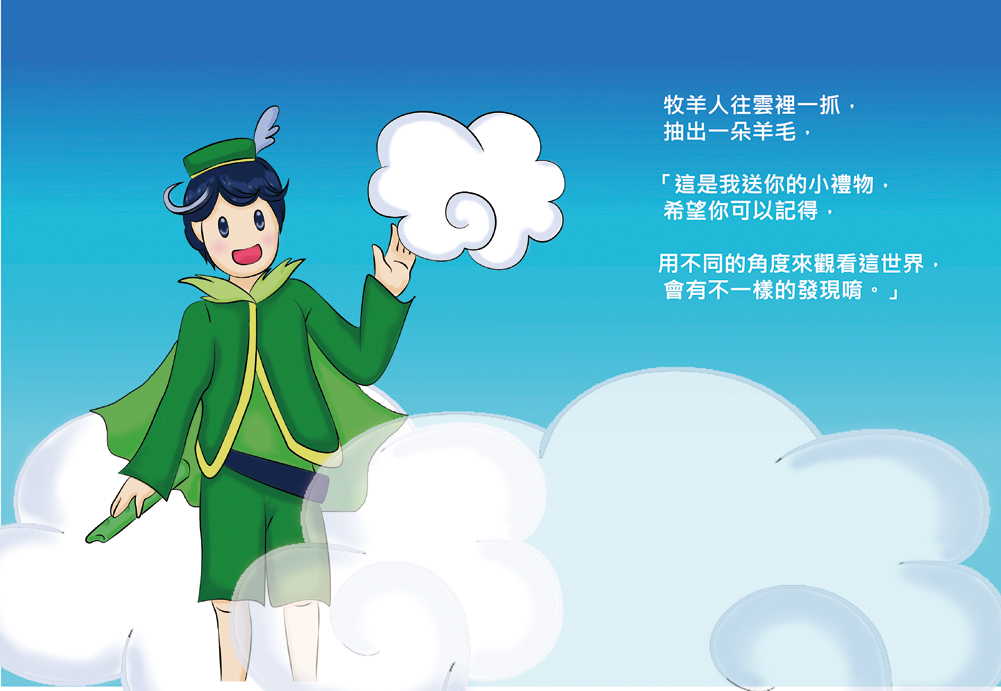 牧羊人往雲裡一抓，
抽出一朵羊毛，
「這是我送你的小禮物，
希望你可以記得，
用不同的角度來觀看這世界，
會有不一樣的發現唷。」